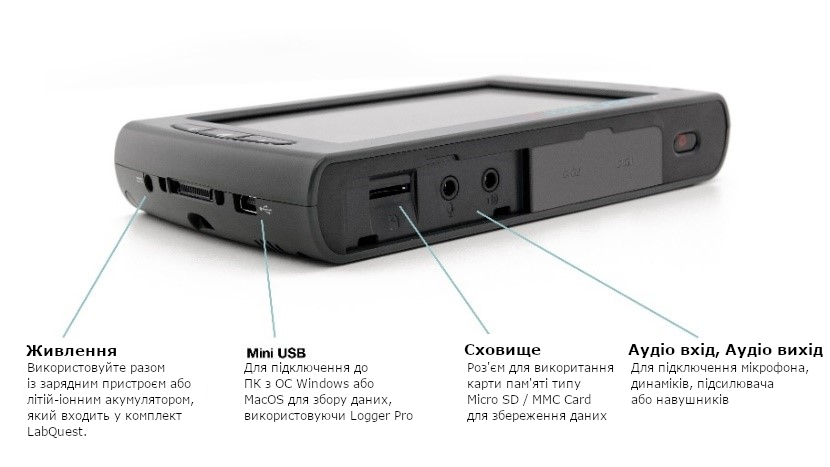 Живлення
Використовуйте разом
із зарядним пристроєм або
літій-іонним акумулятором,
який входить у комплект
LabQuest.
Mini USB
Для підключення до
ПК з ОС Windows або
MacOS для збору даних,
використовуючи Logger Pro
Сховище
Роз'єм для використання
карти пам'яті типу
Micro SD / MMC Card
для збереження даних
Аудіо вхід, Аудіо вихід
Для підключення мікрофона,
динаміків, підсилювача
або навушників